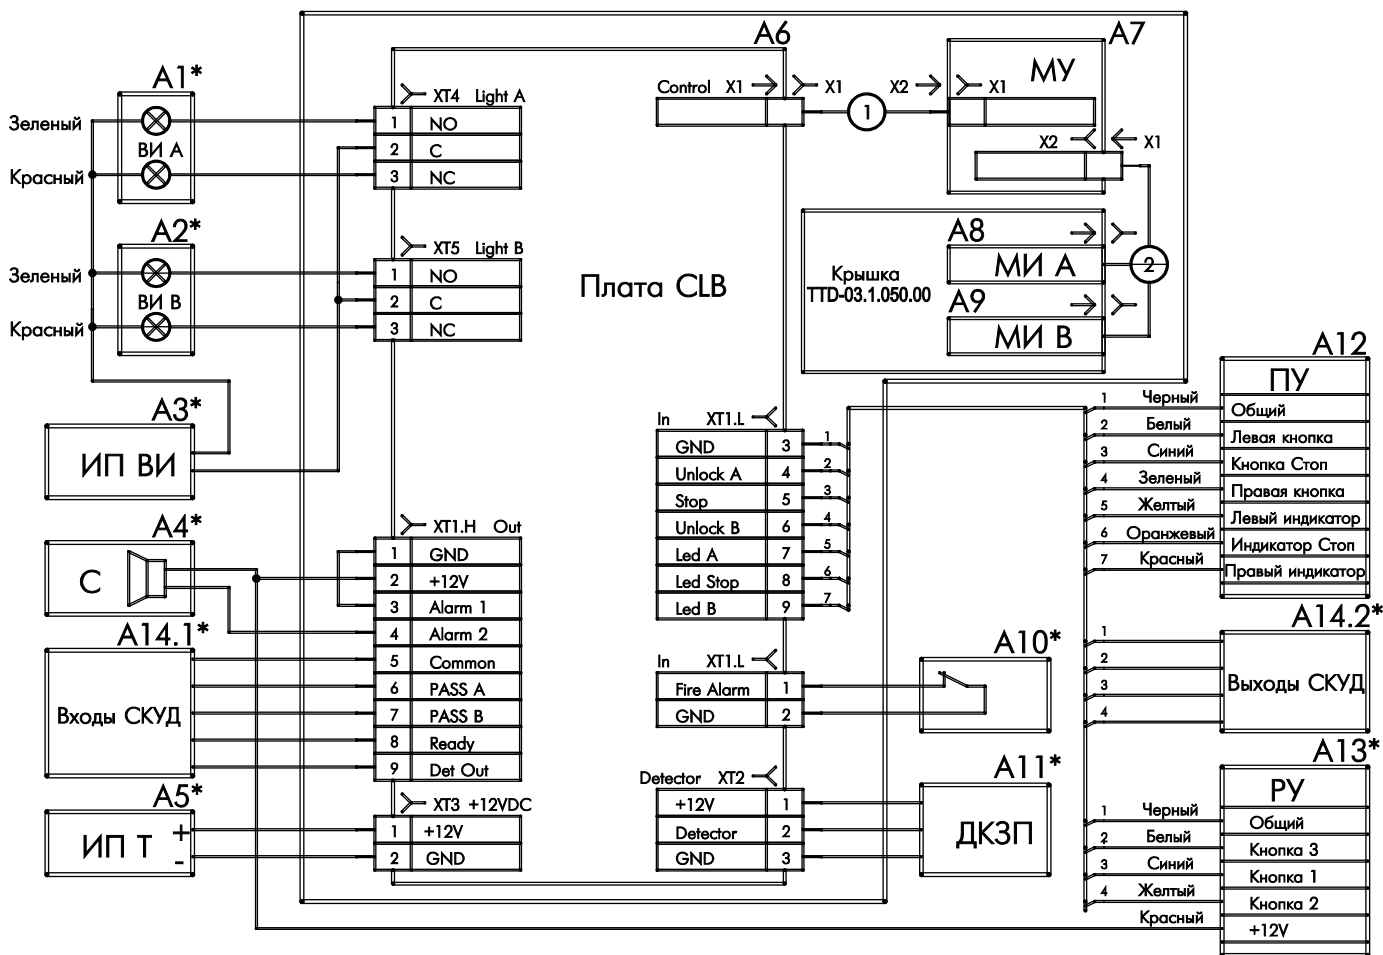 A1*
Зеленый
ВИ А
Красный
A2*
Зеленый
ВИ В
Красный
A3*
ИП ВИ
A4*
С
A14.1*
Входы СКУД
A5*
ИП Т
+
-
XT4 Light A
1 NO
2 C
3 NC
XT5 Light B
1 NO
2 C
3 NC
XT1.H Out
1 GND
2 +12V
3 Alarm 1
4 Alarm 2
5 Common
6 PASS A
7 PASS B
8 Ready
9 Det Out
XT3 +12VDC
1 +12V
2 GND
Плата CLB
A6
Control X1 X1
1
X2 X1
A7
МУ
X2 X1
2
Крышка
TTD-03.1.050.00
A8
МИ А
A9
МИ В
In XT1.L
GND 3 1
Unlock A 4 2
Stop 5 3
Unlock B 6 4
Led A 7 5
Led Stop 8 6
Led B 9 7
In XT1.L
Fire Alarm 1
GND 2
Detector XT2
+12V 1
Detector 2
GND 3
A10*
A11*
ДКЗП
A12
ПУ
1 Черный Общий
2 Белый Левая кнопка
3 Синий Кнопка Стоп
4 Зеленый Правая кнопка
5 Желтый Левый индикатор
6 Оранжевый Индикатор Стоп
7 Красный Правый индикатор
A14.2*
1
2
3
4
Выходы СКУД
A13*
РУ
1 Черный Общий
2 Белый Кнопка 3
3 Синий Кнопка 1
4 Желтый Кнопка 2
Красный +12V